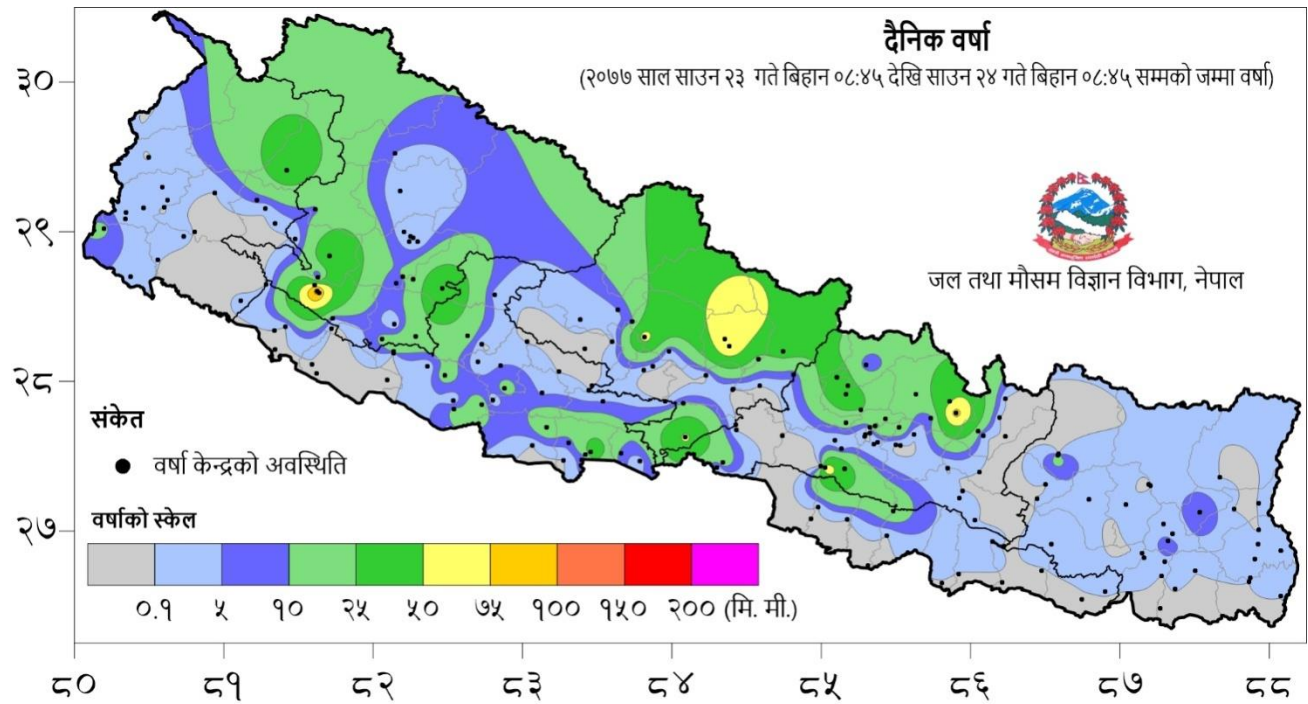 दैनिक वर्षा
(२०७७ साल साउन २३ गते बिहान ०८:४५ देखि साउन २४ गते बिहान ०८:४५ सम्मको जम्मा वर्षा)
३०
२९
जल तथा मौसम विज्ञान विभाग, नेपाल
२८
संकेत
वर्षा केन्द्रको अवस्थिति
वर्षाको स्केल
२७
०.१ ५ १० २५ ५० ७५ १०० १५० २०० (मि. मी.)
८० ८१ ८२ ८३ ८४ ८५ ८६ ८७ ८८